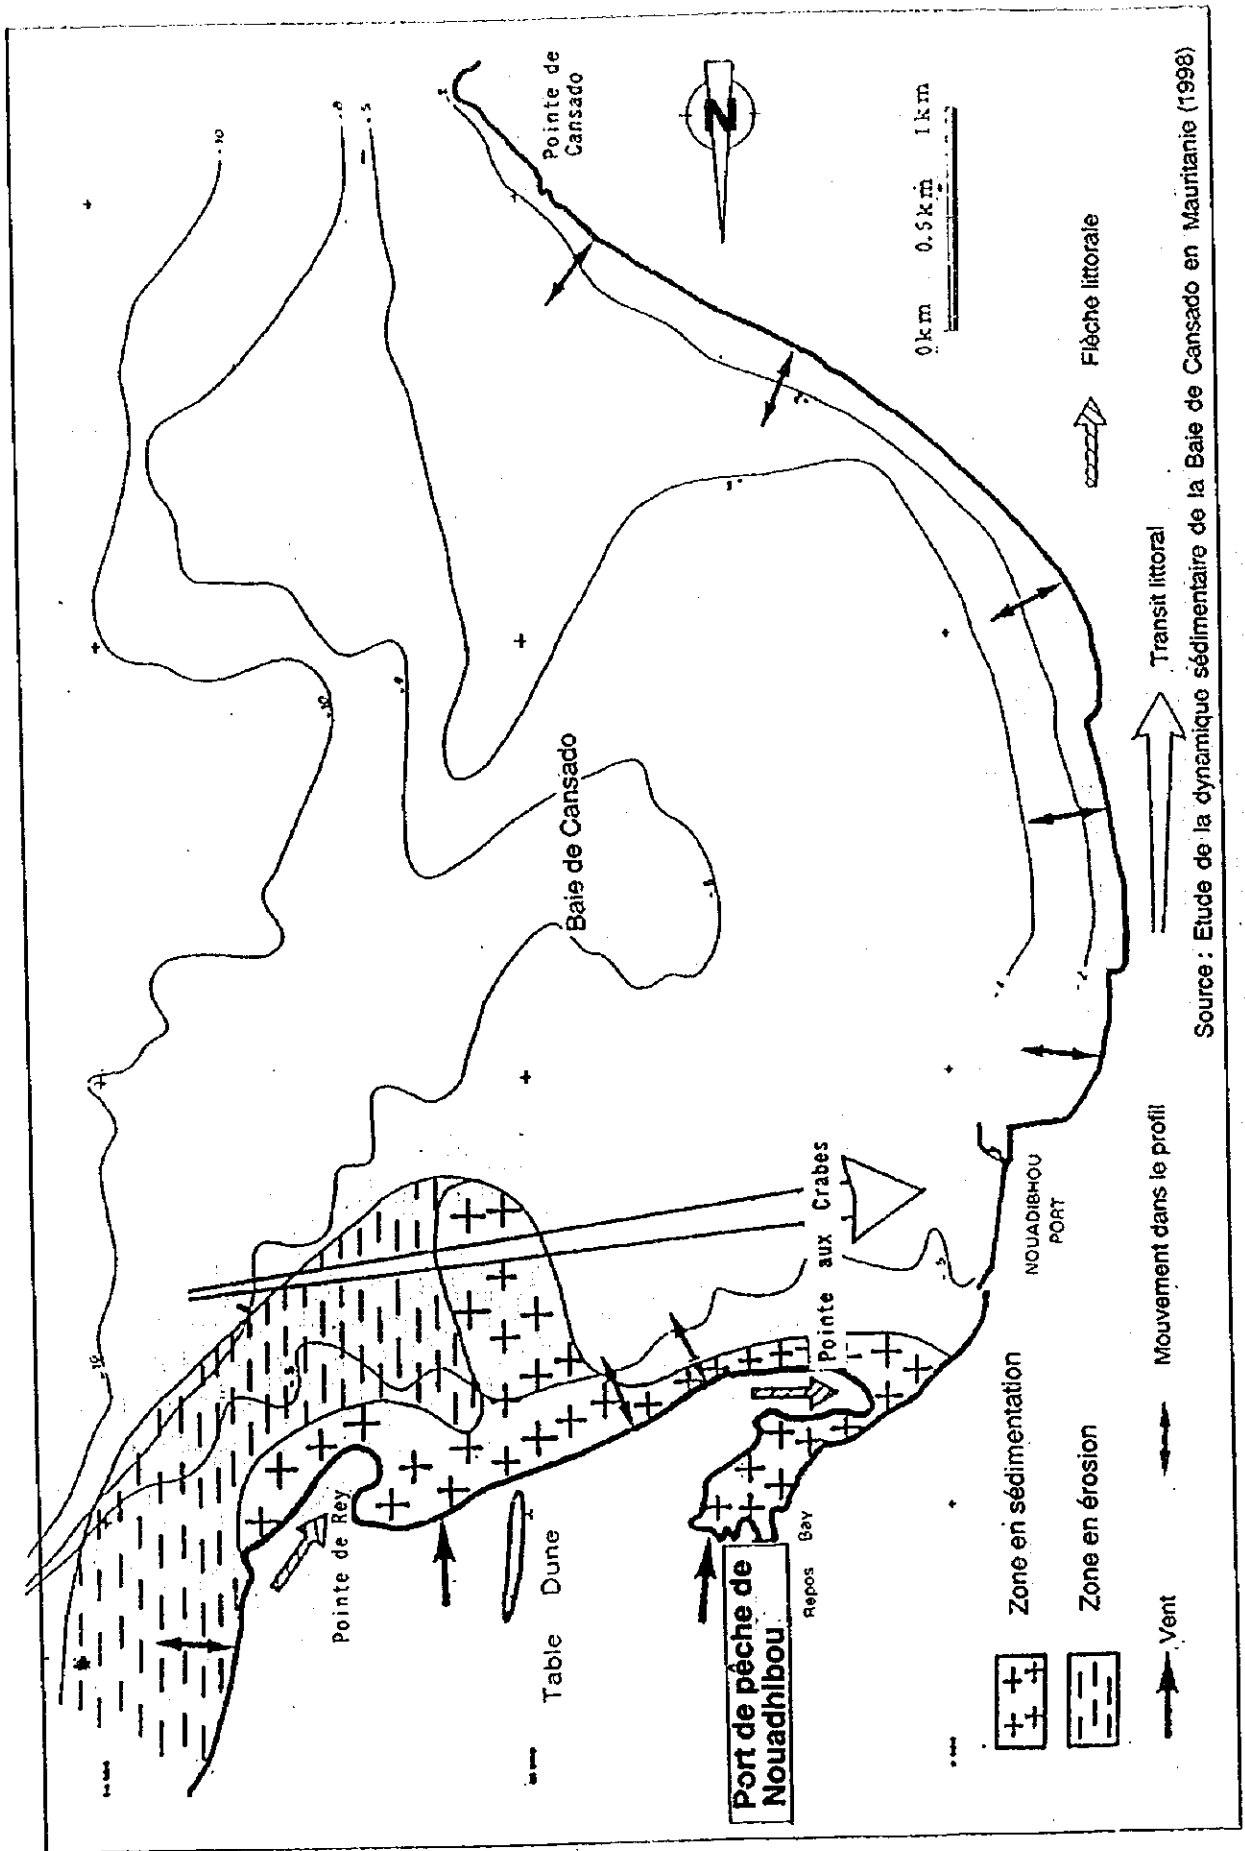 Pointe de
Cansado
N
0km 0.5km 1km
Baie de Cansado
Pointe aux Crabes
Pointe de Rey
Table Dune
NOUADIBHOU
PORT
Repos Bay
Port de pêche de
Nouadhibou
Zone en sédimentation
Zone en érosion
Vent
Mouvement dans le profil
Transit littoral
Flèche littorale
Source : Etude de la dynamique sédimentaire de la Baie de Cansado en Mauritanie (1998)